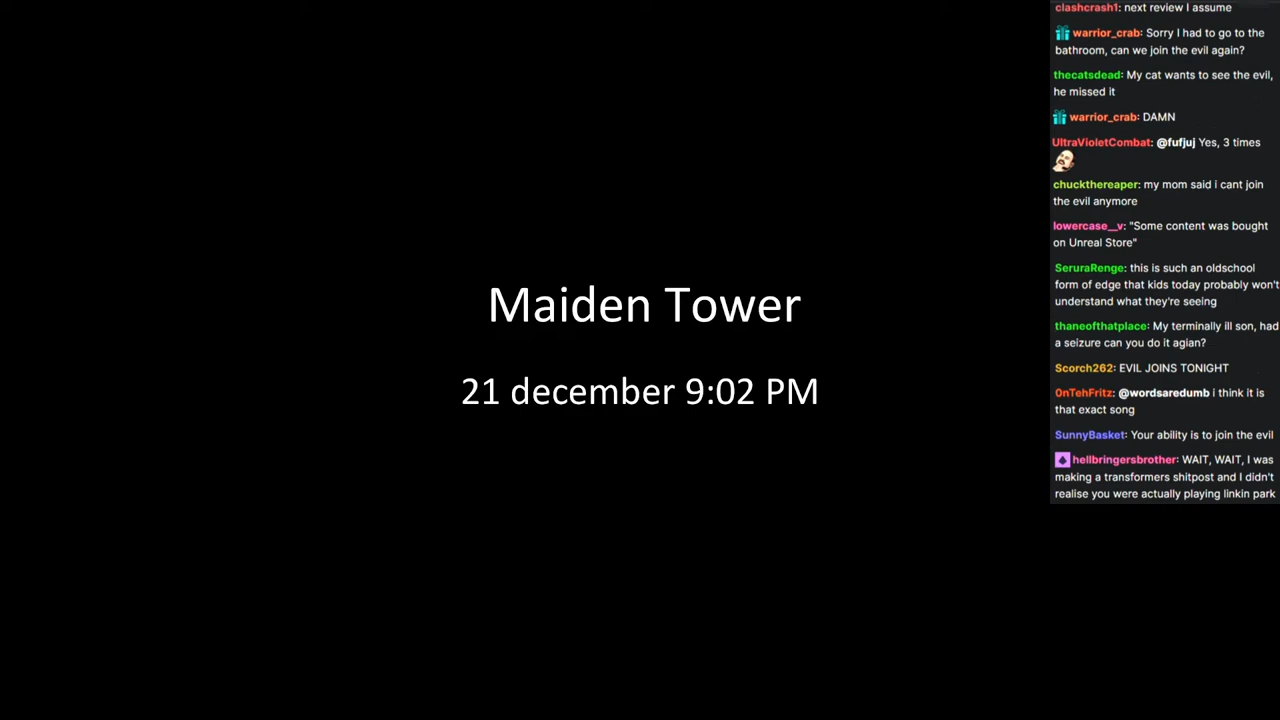 Maiden Tower
21 december 9:02 PM
clashcrash1: next review I assume
warrior_crab: Sorry I had to go to the
bathroom, can we join the evil again?
thecatsdead: My cat wants to see the evil,
he missed it
warrior_crab: DAMN
UltraVioletCombat: @fufjuj Yes, 3 times
chuckthereaper: my mom said i cant join
the evil anymore
lowercase__v: "Some content was bought
on Unreal Store"
SeruraRenge: this is such an oldschool
form of edge that kids today probably won't
understand what they're seeing
thaneofthatplace: My terminally ill son, had
a seizure can you do it agian?
Scorch262: EVIL JOINS TONIGHT
0nTehFritz: @wordsaredumb i think it is
that exact song
SunnyBasket: Your ability is to join the evil
hellbringersbrother: WAIT, WAIT, I was
making a transformers shitpost and I didn't
realise you were actually playing linkin park